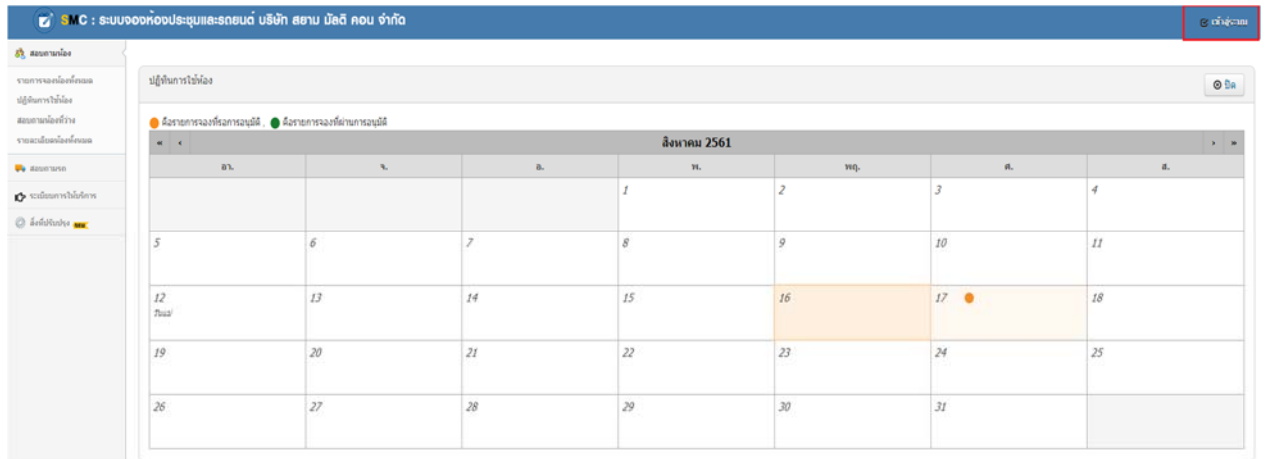 SMC : ระบบจองห้องประชุมและรถยนต์ บริษัท สยาม มัลติ คอน จำกัด
เข้าสู่ระบบ
สอบถามห้อง
รายการจองห้องทั้งหมด
ปฏิทินการใช้ห้อง
สอบถามห้องที่ว่าง
รายละเอียดห้องทั้งหมด
สอบถามรถ
ระเบียบการให้บริการ
สิ่งที่ปรับปรุง
ปฏิทินการใช้ห้อง
ปิด
คือรายการจองที่รอการอนุมัติ , คือรายการจองที่ผ่านการอนุมัติ
« ‹ สิงหาคม 2561 › »
อา. จ. อ. พ. พฤ. ศ. ส.
1 2 3 4
5 6 7 8 9 10 11
12 13 14 15 16 17 18
วันแม่
19 20 21 22 23 24 25
26 27 28 29 30 31